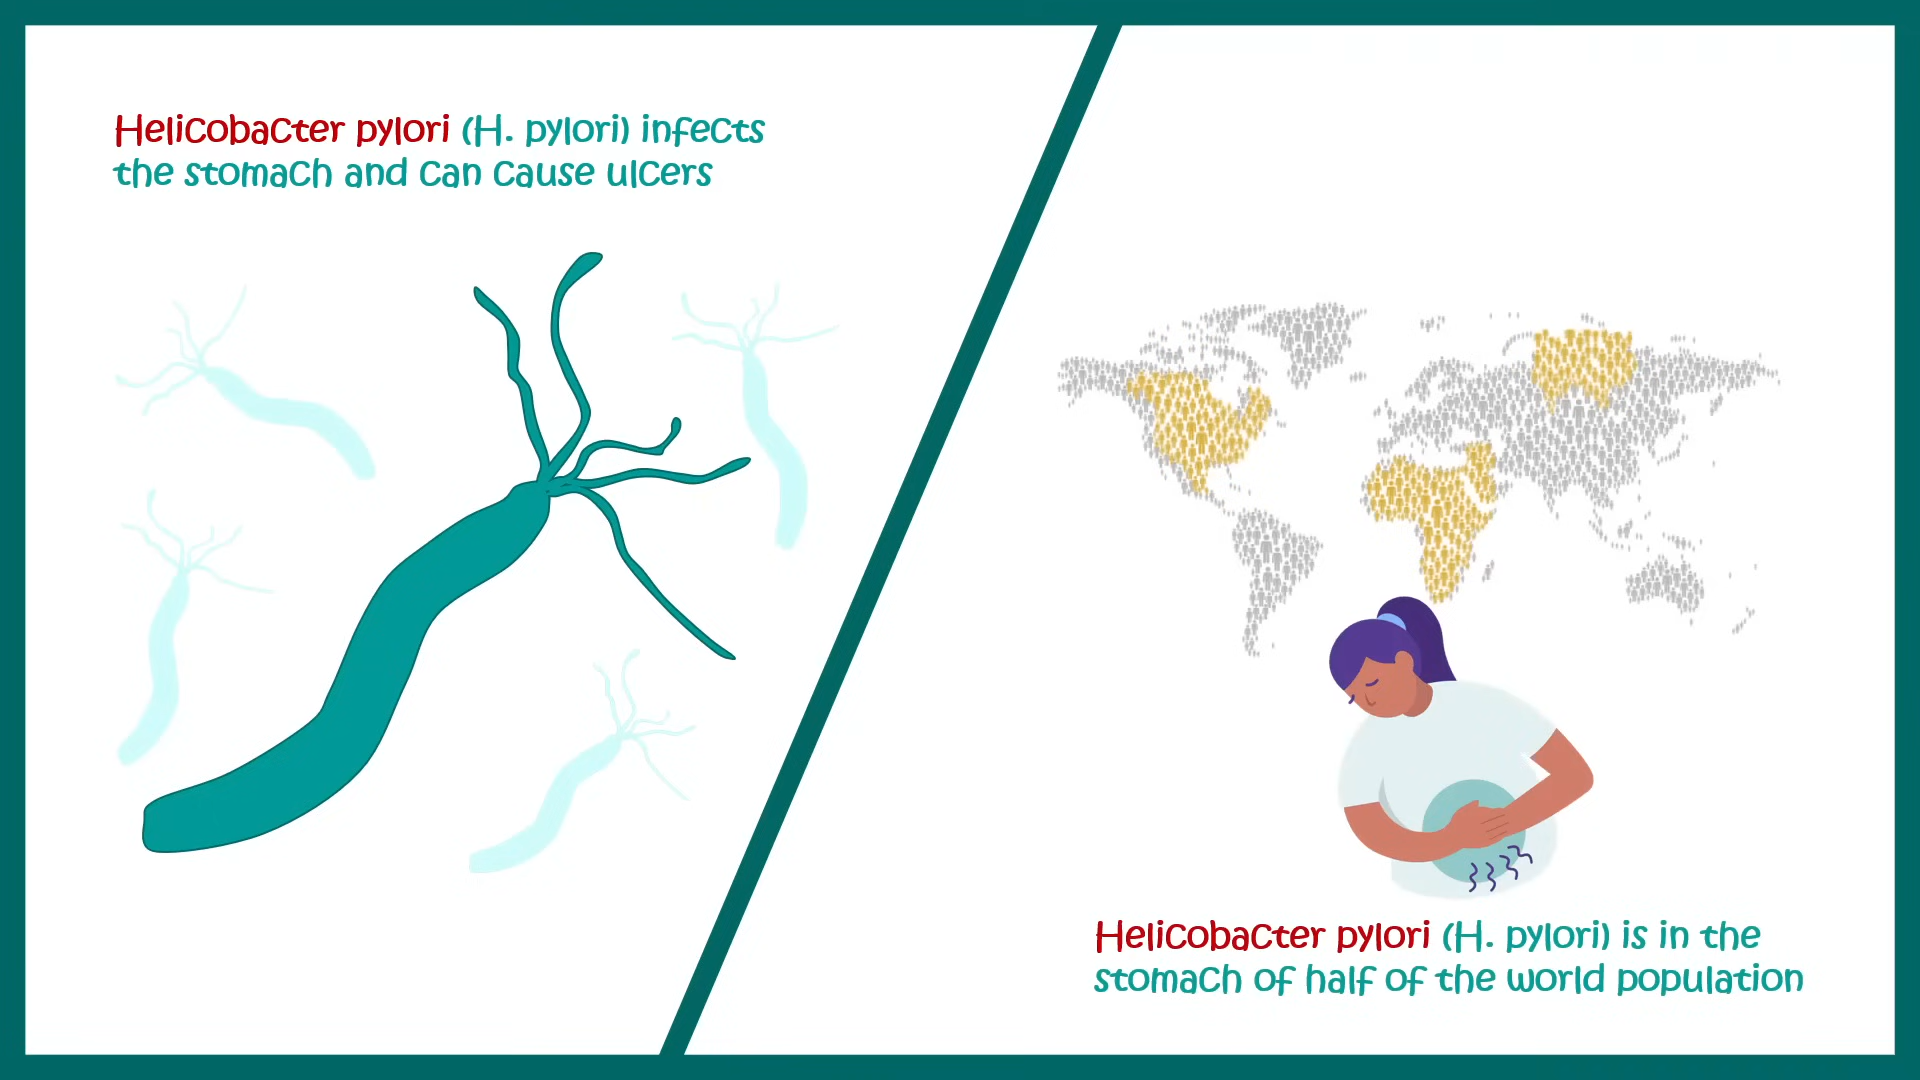 Helicobacter pylori (H. pylori) infects
the stomach and can cause ulcers
Helicobacter pylori (H. pylori) is in the
stomach of half of the world population